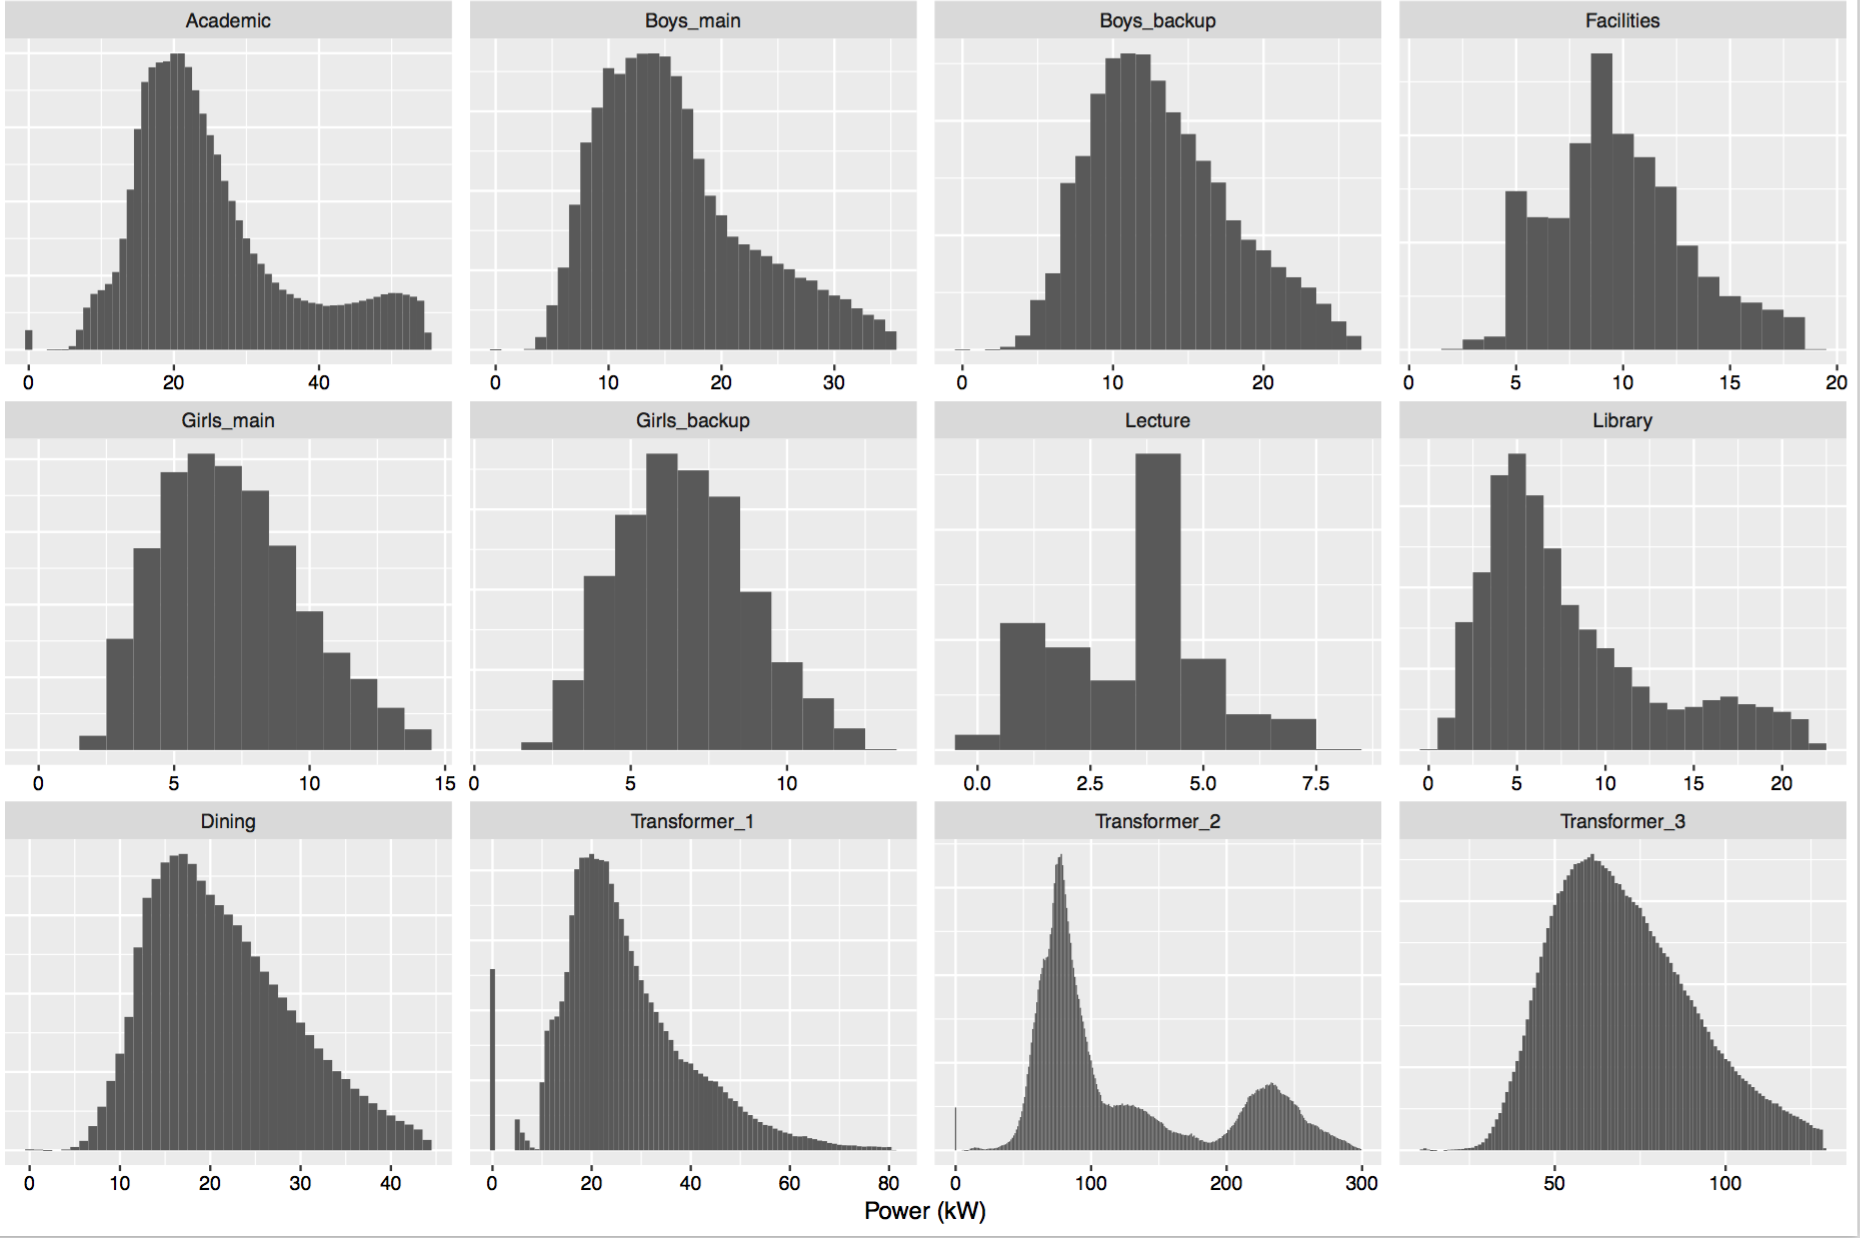 Academic Boys_main Boys_backup Facilities
0 20 40 0 10 20 30 0 10 20 0 5 10 15 20
Girls_main Girls_backup Lecture Library
0 5 10 15 0 5 10 0.0 2.5 5.0 7.5 0 5 10 15 20
Dining Transformer_1 Transformer_2 Transformer_3
0 10 20 30 40 0 20 40 60 80 0 100 200 300 50 100
Power (kW)